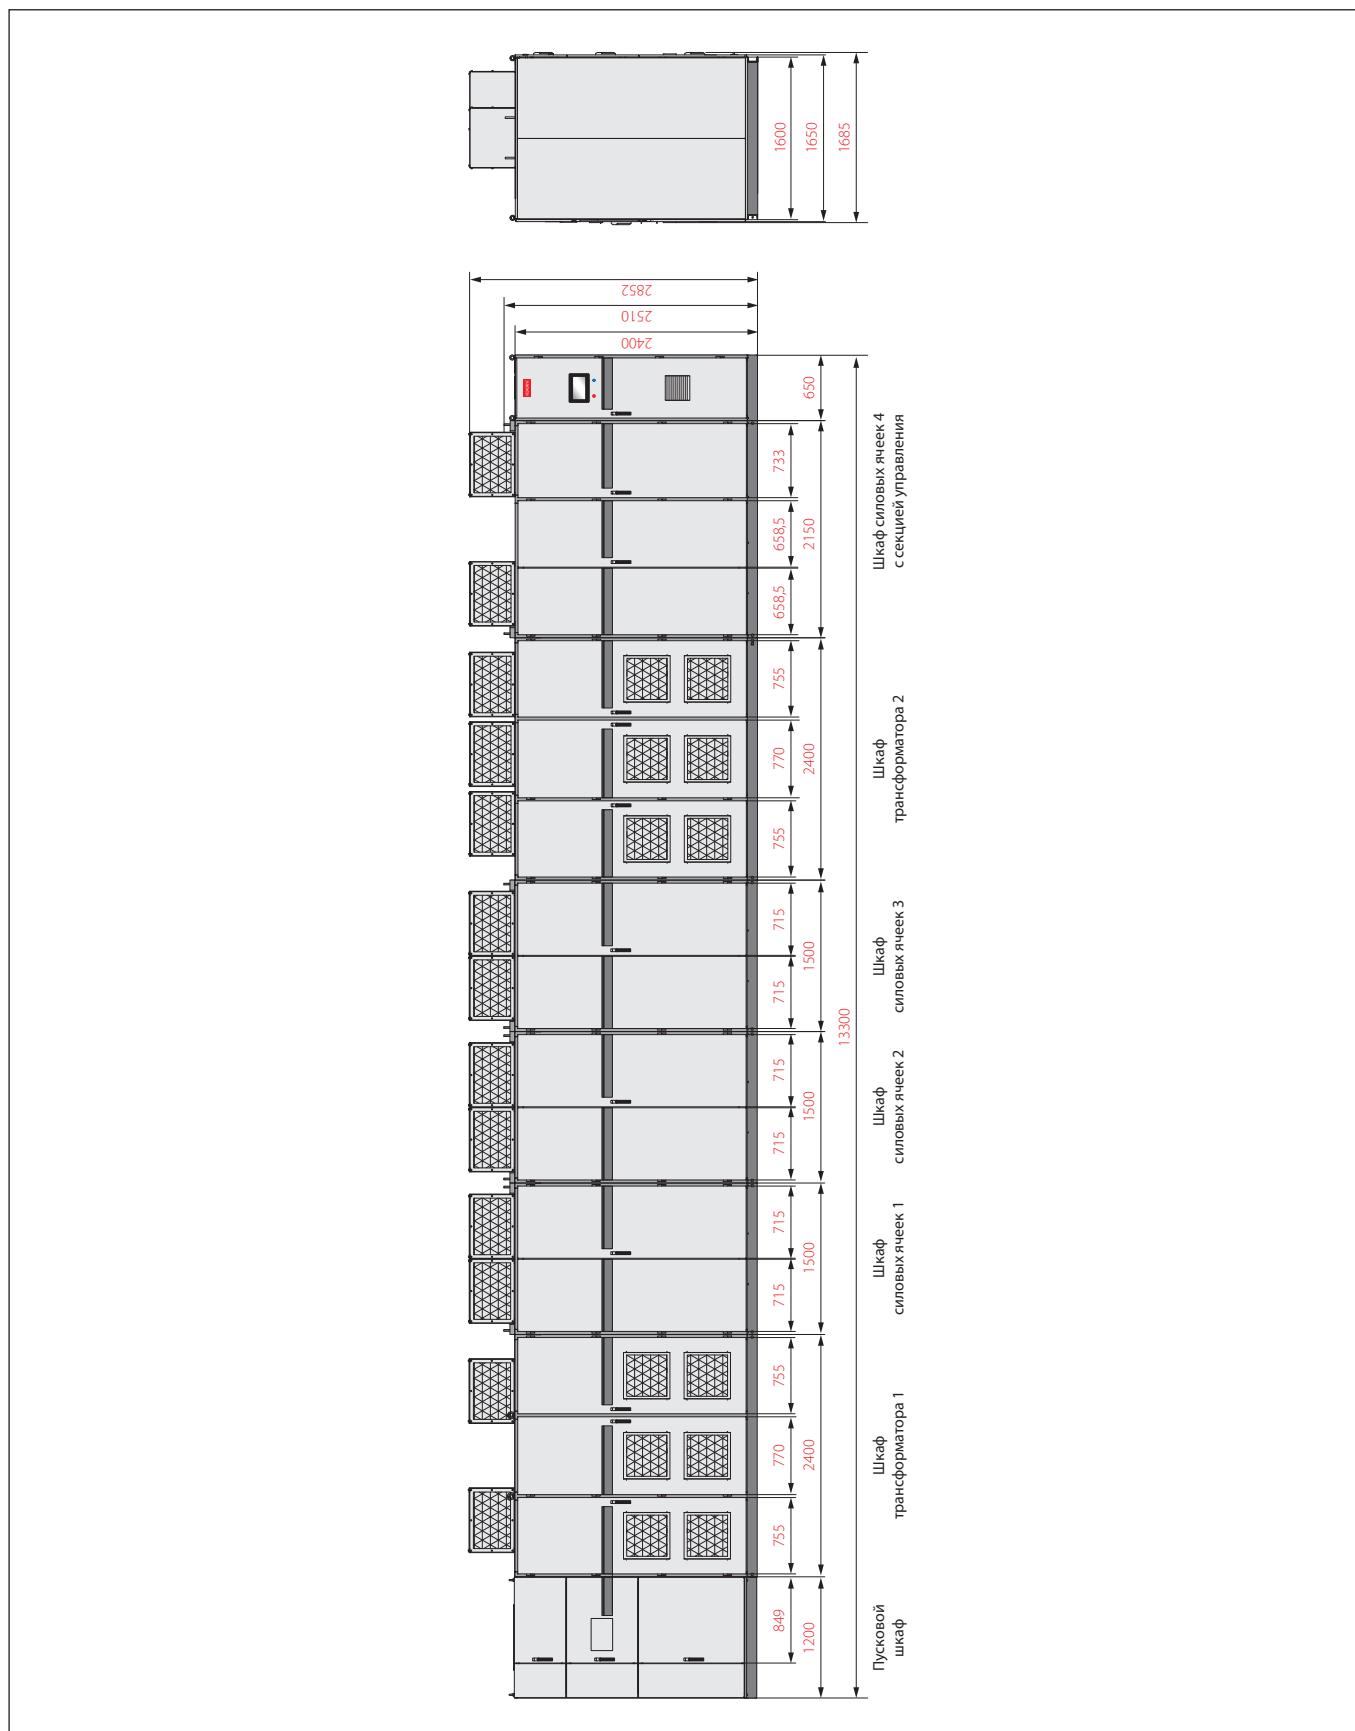 1600
1650
1685
2852
2510
2400
650
733
658,5
658,5
2150
Шкаф силовых ячеек 4
с секцией управления
755
770
755
2400
Шкаф
трансформатора 2
715
715
1500
Шкаф
силовых ячеек 3
13300
715
715
1500
Шкаф
силовых ячеек 2
715
715
1500
Шкаф
силовых ячеек 1
755
770
755
2400
Шкаф
трансформатора 1
849
1200
Пусковой
шкаф